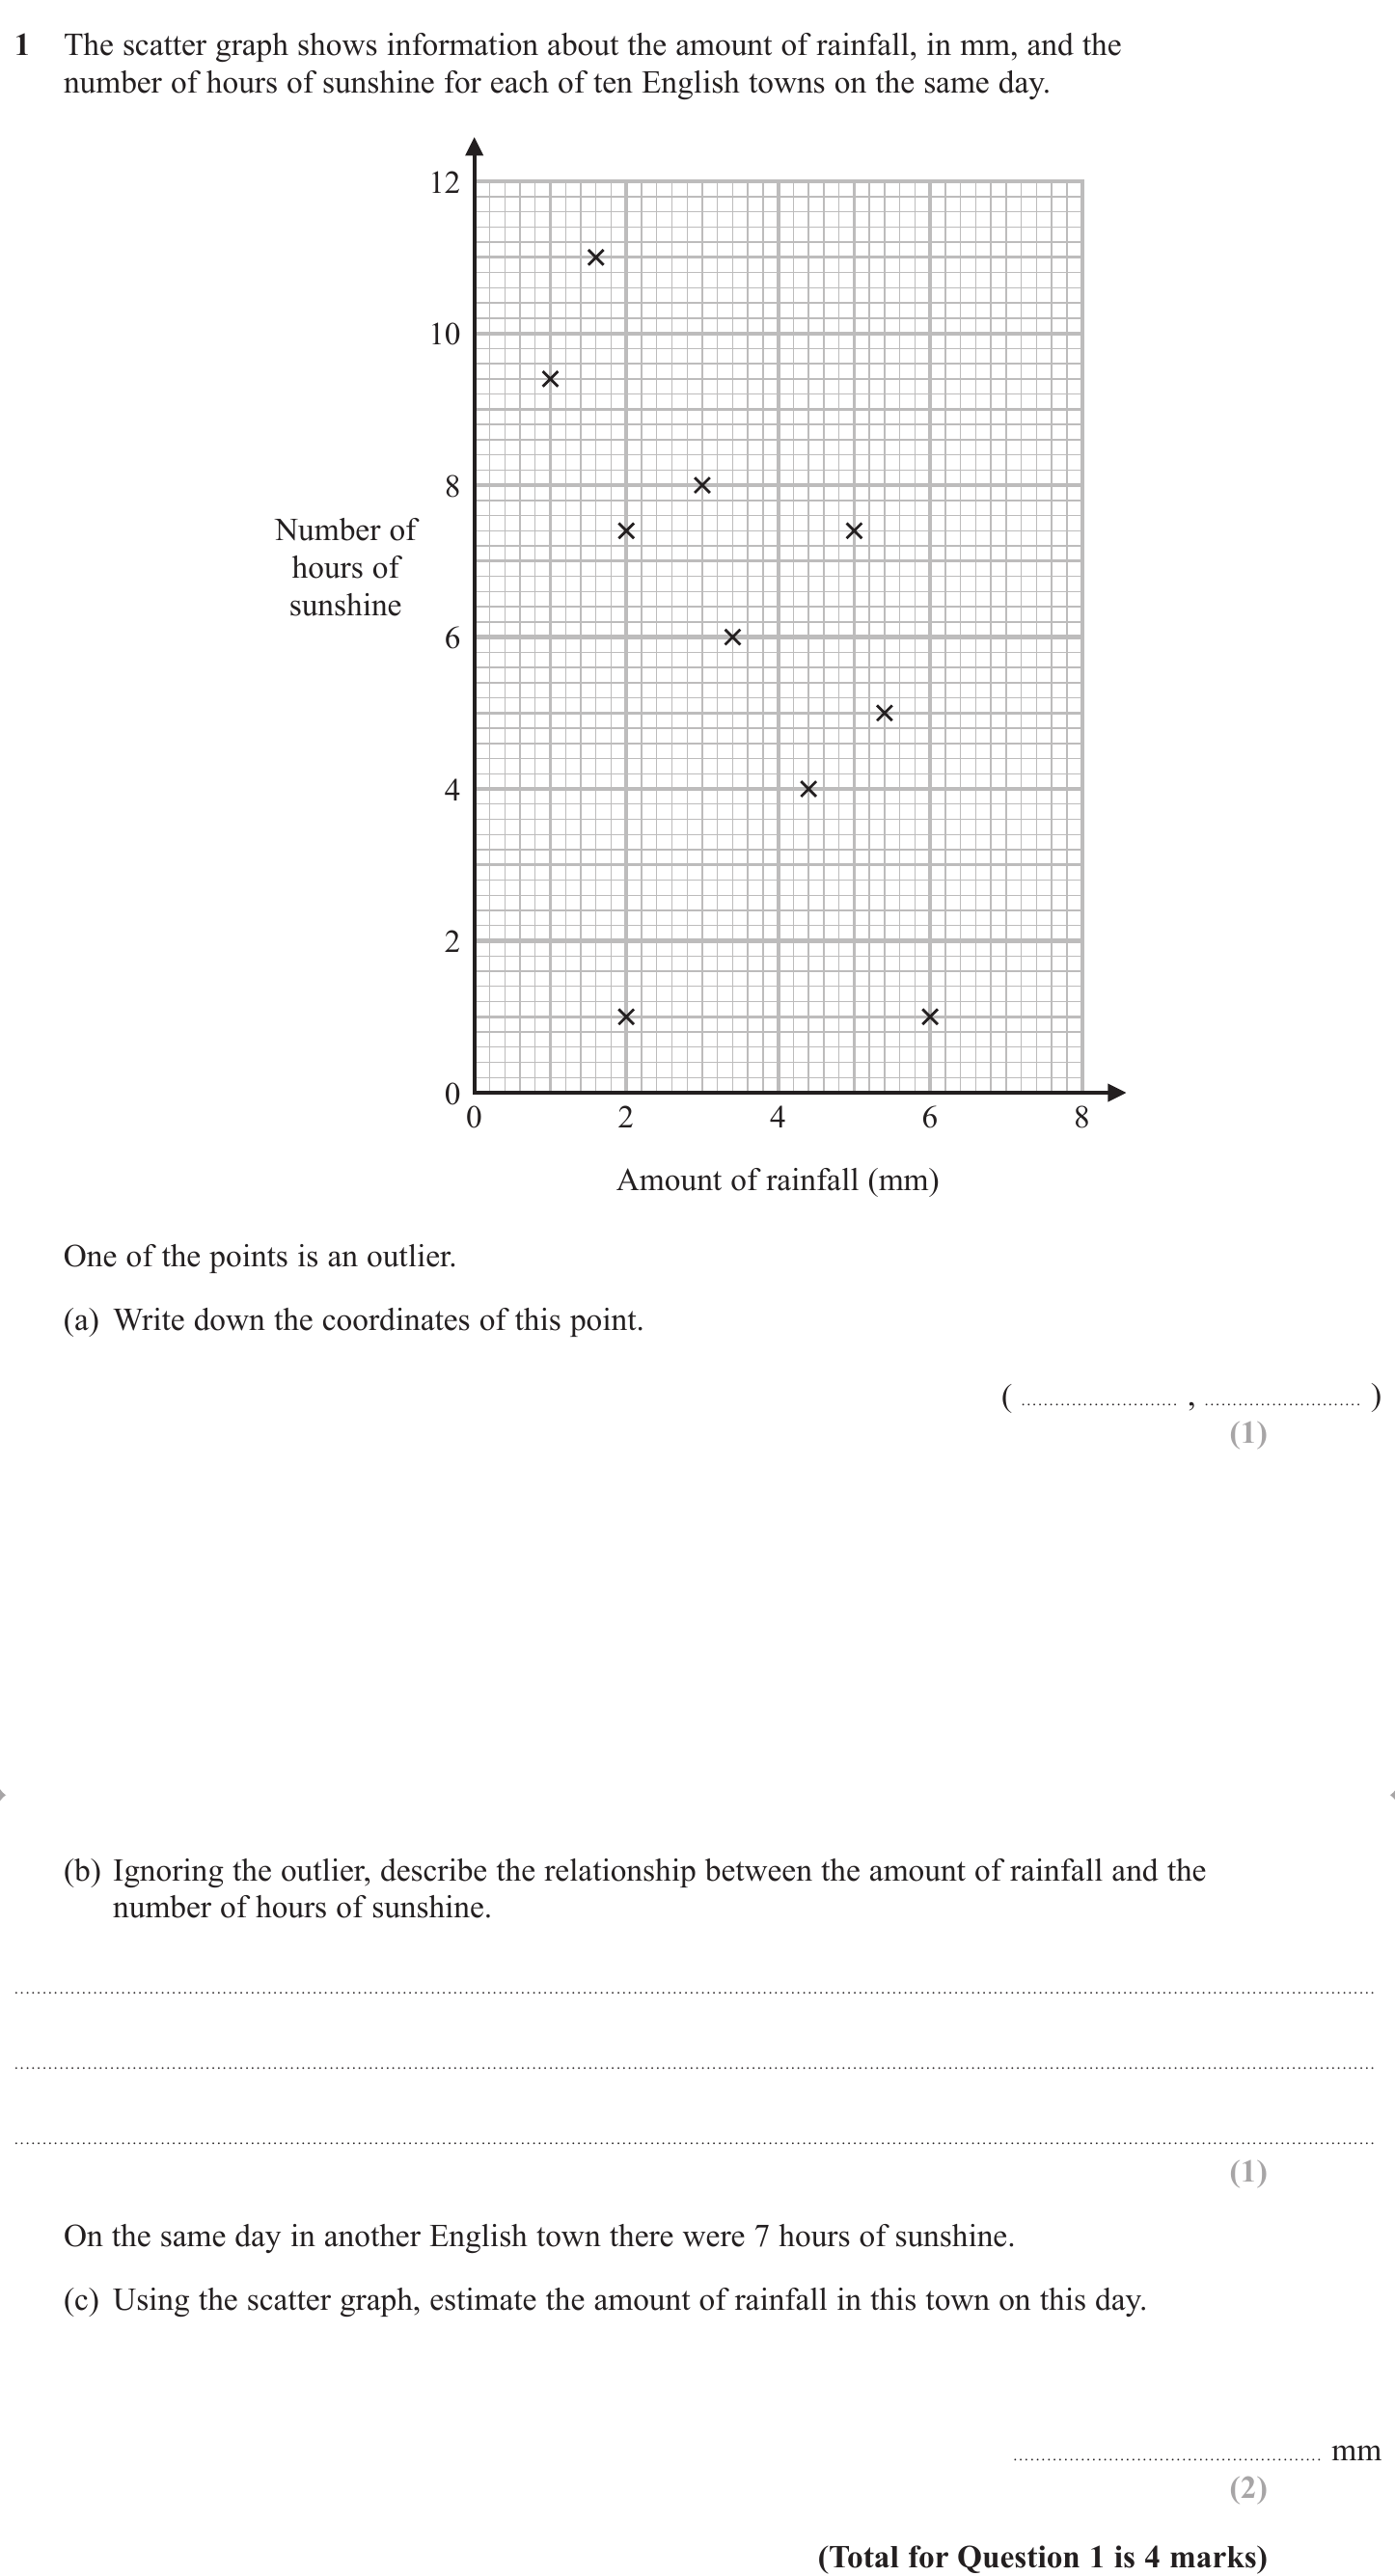 1 The scatter graph shows information about the amount of rainfall, in mm, and the
number of hours of sunshine for each of ten English towns on the same day.
12
10
8
Number of
hours of
sunshine
6
4
2
0
0 2 4 6 8
Amount of rainfall (mm)
One of the points is an outlier.
(a) Write down the coordinates of this point.
( .............................. , .............................. )
(1)
(b) Ignoring the outlier, describe the relationship between the amount of rainfall and the
number of hours of sunshine.
(1)
On the same day in another English town there were 7 hours of sunshine.
(c) Using the scatter graph, estimate the amount of rainfall in this town on this day.
.............................. mm
(2)
(Total for Question 1 is 4 marks)